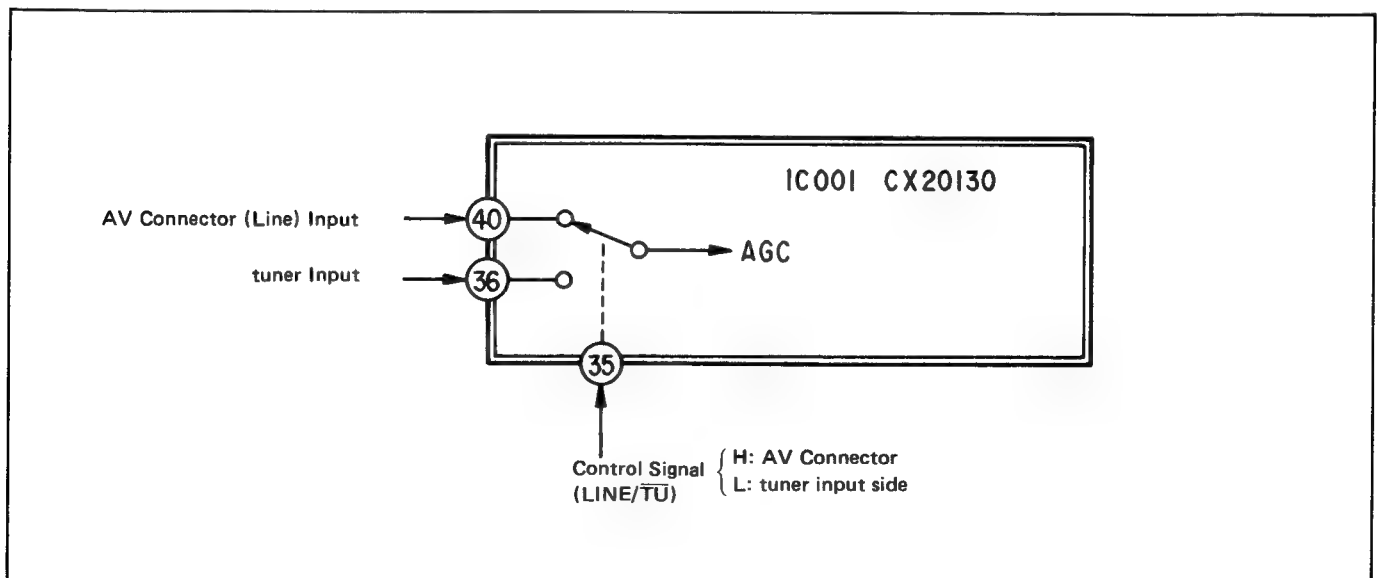 IC001 CX20130
AV Connector (Line) Input
40
AGC
tuner Input
36
35
Control Signal
(LINE/T̅U̅)
H: AV Connector
L: tuner input side